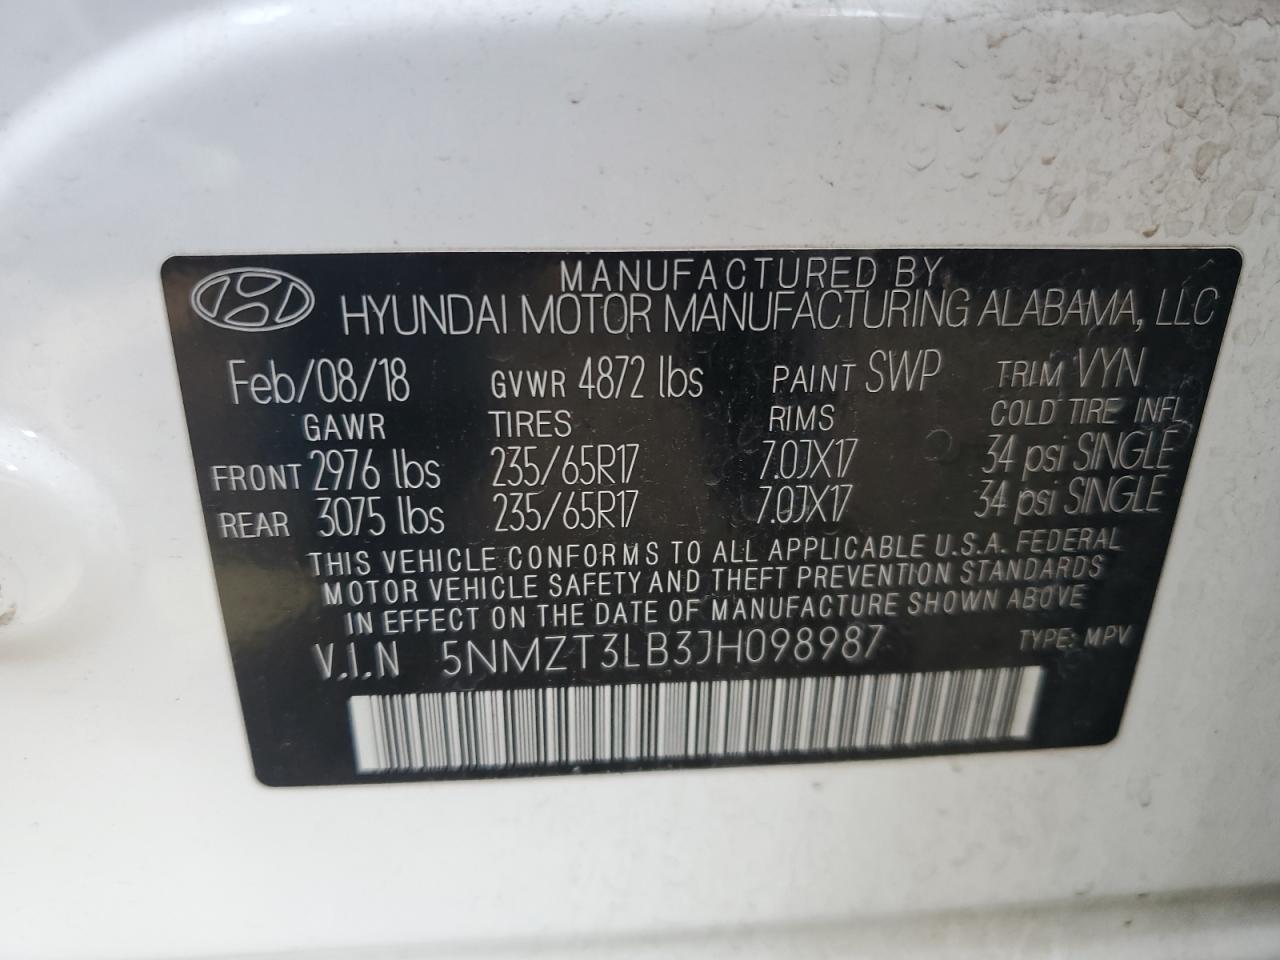 MANUFACTURED BY
HYUNDAI MOTOR MANUFACTURING ALABAMA, LLC
Feb/08/18 GVWR 4872 lbs PAINT SWP TRIM VYN
GAWR TIRES RIMS COLD TIRE INFL
FRONT 2976 lbs 235/65R17 7.0JX17 34 psi SINGLE
REAR 3075 lbs 235/65R17 7.0JX17 34 psi SINGLE
THIS VEHICLE CONFORMS TO ALL APPLICABLE U.S.A. FEDERAL
MOTOR VEHICLE SAFETY AND THEFT PREVENTION STANDARDS
IN EFFECT ON THE DATE OF MANUFACTURE SHOWN ABOVE
V.I.N 5NMZT3LB3JH098987 TYPE: MPV